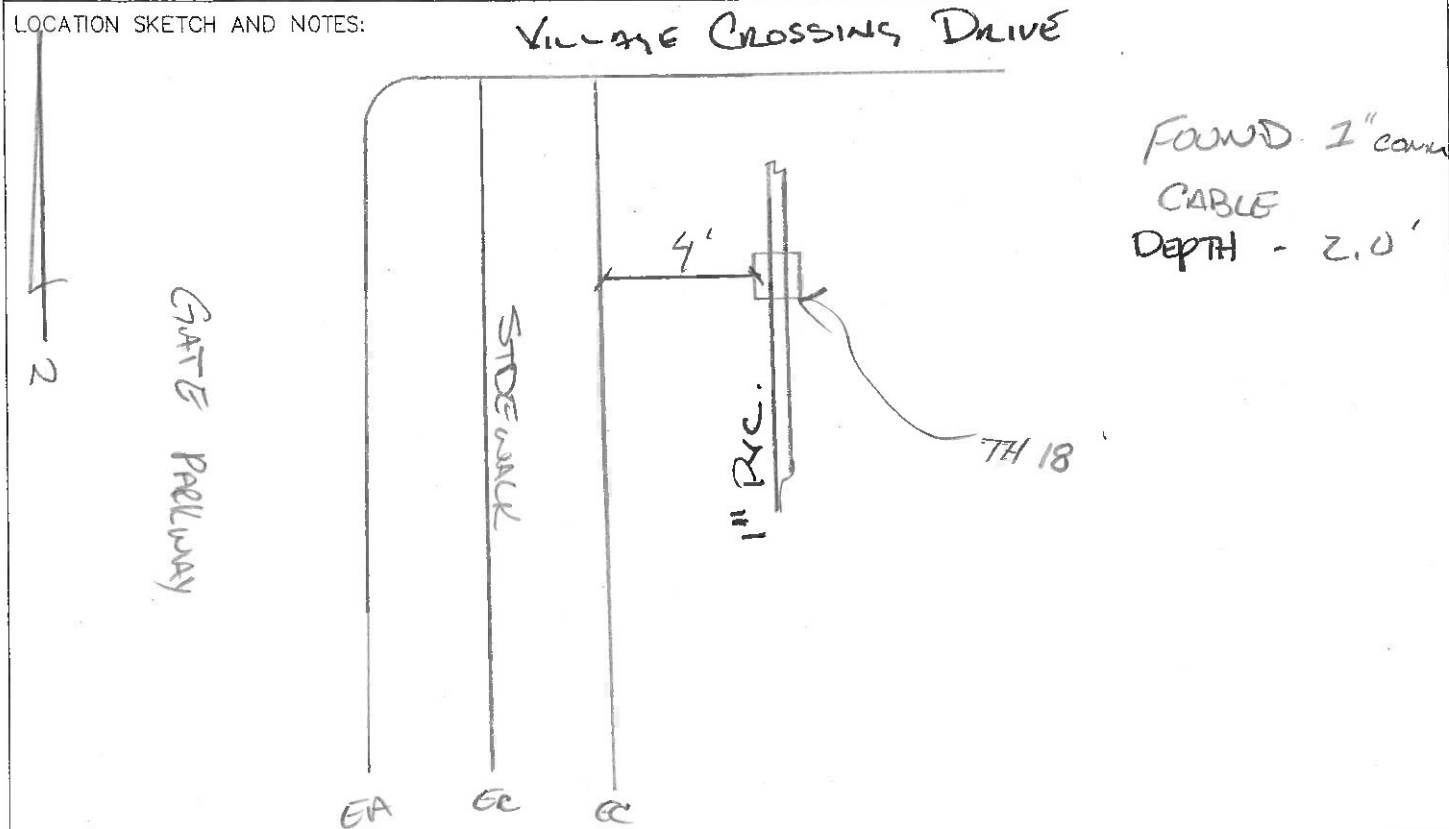 LOCATION SKETCH AND NOTES:
VILLAGE CROSSING DRIVE
FOUND 1" COMM
CABLE
DEPTH - 2.0'
4'
N
GATE PARKWAY
SIDEWALK
1" PVC.
TH 18
EA
EC
EC